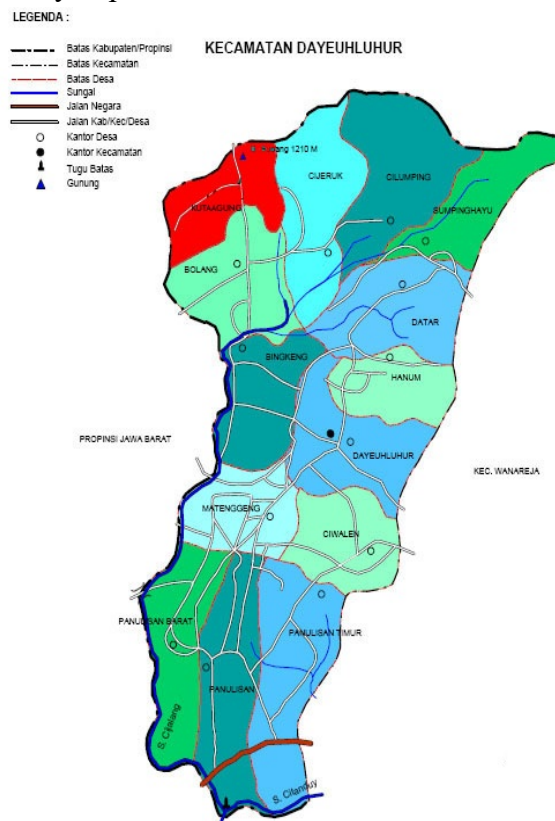 LEGENDA :
KECAMATAN DAYEUHLUHUR
Batas Kabupaten/Propinsi
Batas Kecamatan
Batas Desa
Sungai
Jalan Negara
Jalan Kab/Kec/Desa
Kantor Desa
Kantor Kecamatan
Tugu Batas
Gunung
1210 M
CIJERUK
CILUMPING
KUTAAGUNG
SUMPINGHAYU
BOLANG
DATAR
BINGKENG
HANUM
PROPINSI JAWA BARAT
DAYEUHLUHUR
KEC. WANAREJA
MATENGGENG
CIWALEN
PANULISAN BARAT
PANULISAN TIMUR
PANULISAN
S. Cijalang
S. Citanduy